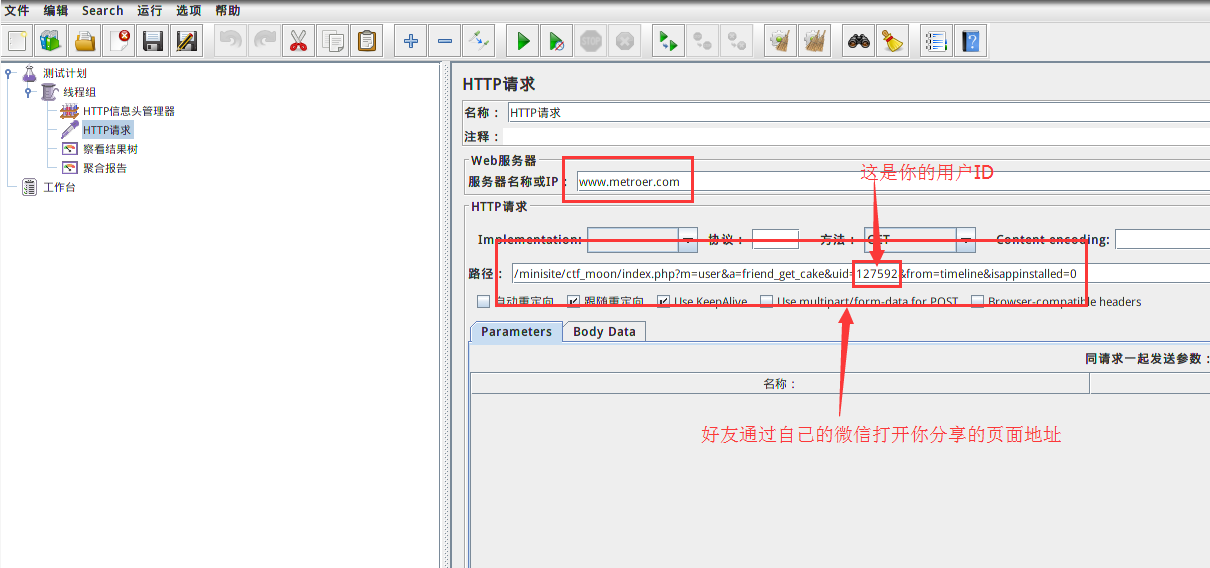 文件 编辑 Search 运行 选项 帮助
测试计划
线程组
HTTP信息头管理器
HTTP请求
察看结果树
聚合报告
工作台
HTTP请求
名称： HTTP请求
注释：
Web服务器
服务器名称或IP： www.metroer.com
这是你的用户ID
HTTP请求
Implementation: 协议： 方法： GET Content encoding:
路径： /minisite/ctf_moon/index.php?m=user&a=friend_get_cake&uid=127592&from=timeline&isappinstalled=0
自动重定向 跟随重定向 Use KeepAlive Use multipart/form-data for POST Browser-compatible headers
Parameters Body Data
同请求一起发送参数：
名称：
好友通过自己的微信打开你分享的页面地址
STOP